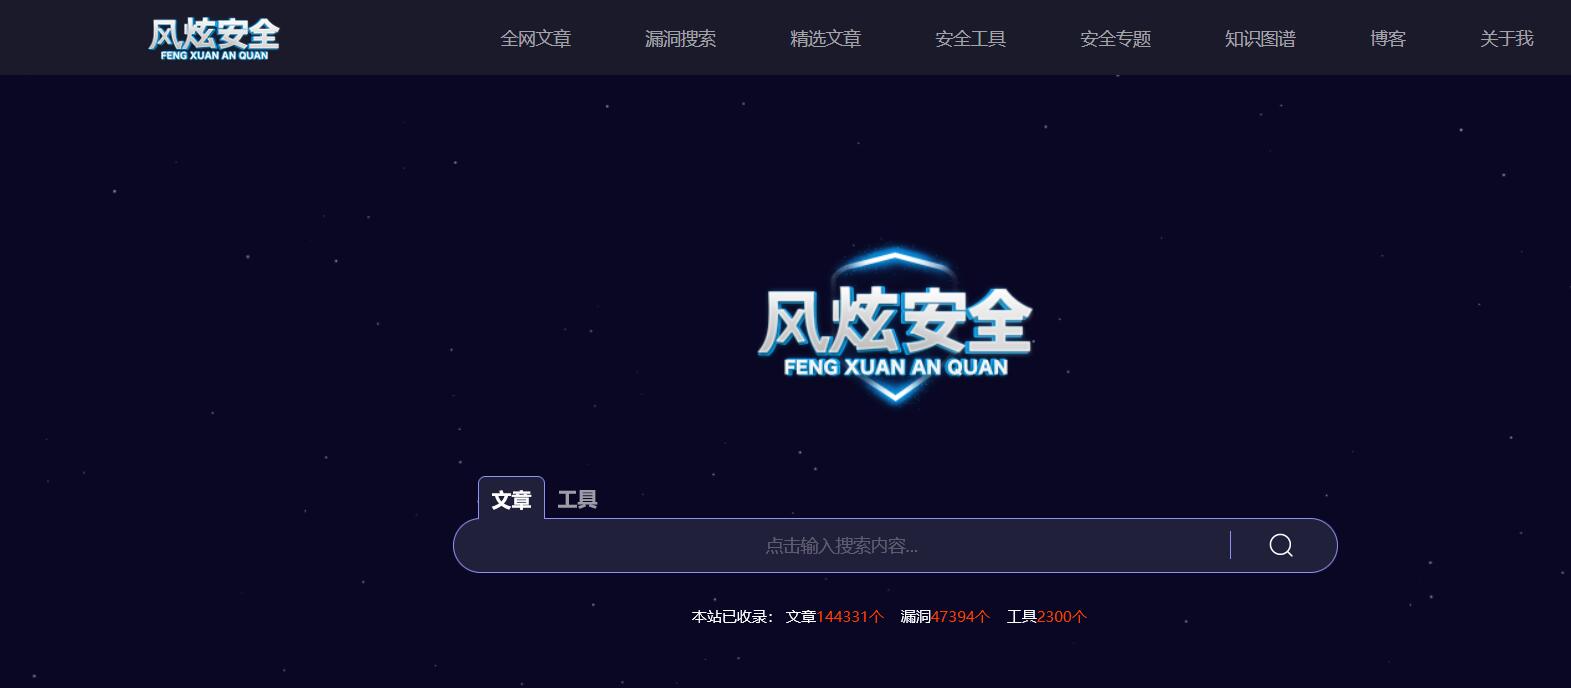 风炫安全
FENG XUAN AN QUAN
全网文章 漏洞搜索 精选文章 安全工具 安全专题 知识图谱 博客 关于我
风炫安全
FENG XUAN AN QUAN
文章 工具
点击输入搜索内容...
本站已收录： 文章144331个 漏洞47394个 工具2300个